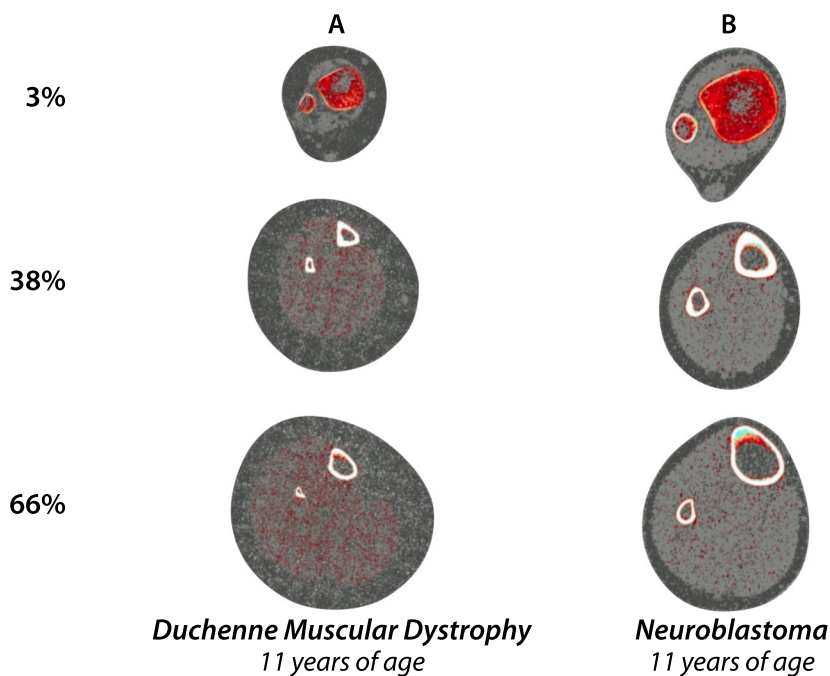 A
B
3%
38%
66%
Duchenne Muscular Dystrophy
11 years of age
Neuroblastoma
11 years of age